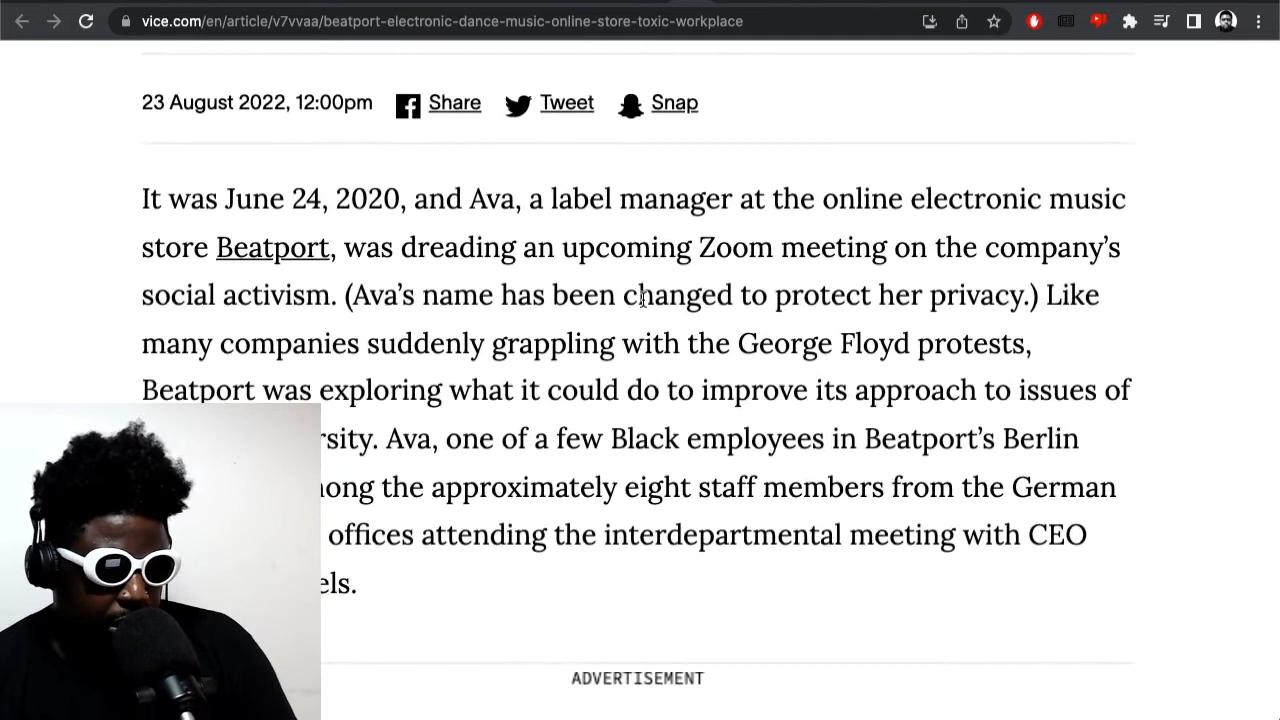 vice.com/en/article/v7vvaa/beatport-electronic-dance-music-online-store-toxic-workplace
23 August 2022, 12:00pm Share Tweet Snap
It was June 24, 2020, and Ava, a label manager at the online electronic music
store Beatport, was dreading an upcoming Zoom meeting on the company's
social activism. (Ava's name has been changed to protect her privacy.) Like
many companies suddenly grappling with the George Floyd protests,
Beatport was exploring what it could do to improve its approach to issues of
rsity. Ava, one of a few Black employees in Beatport's Berlin
ong the approximately eight staff members from the German
offices attending the interdepartmental meeting with CEO
els.
ADVERTISEMENT